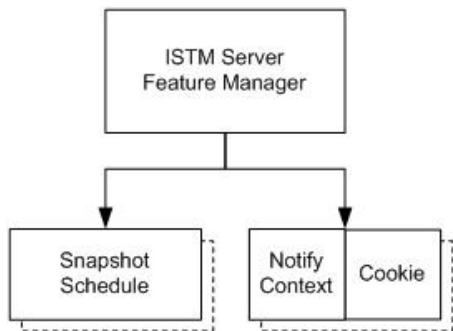 ISTM Server
Feature Manager
Snapshot
Schedule
Notify
Context
Cookie